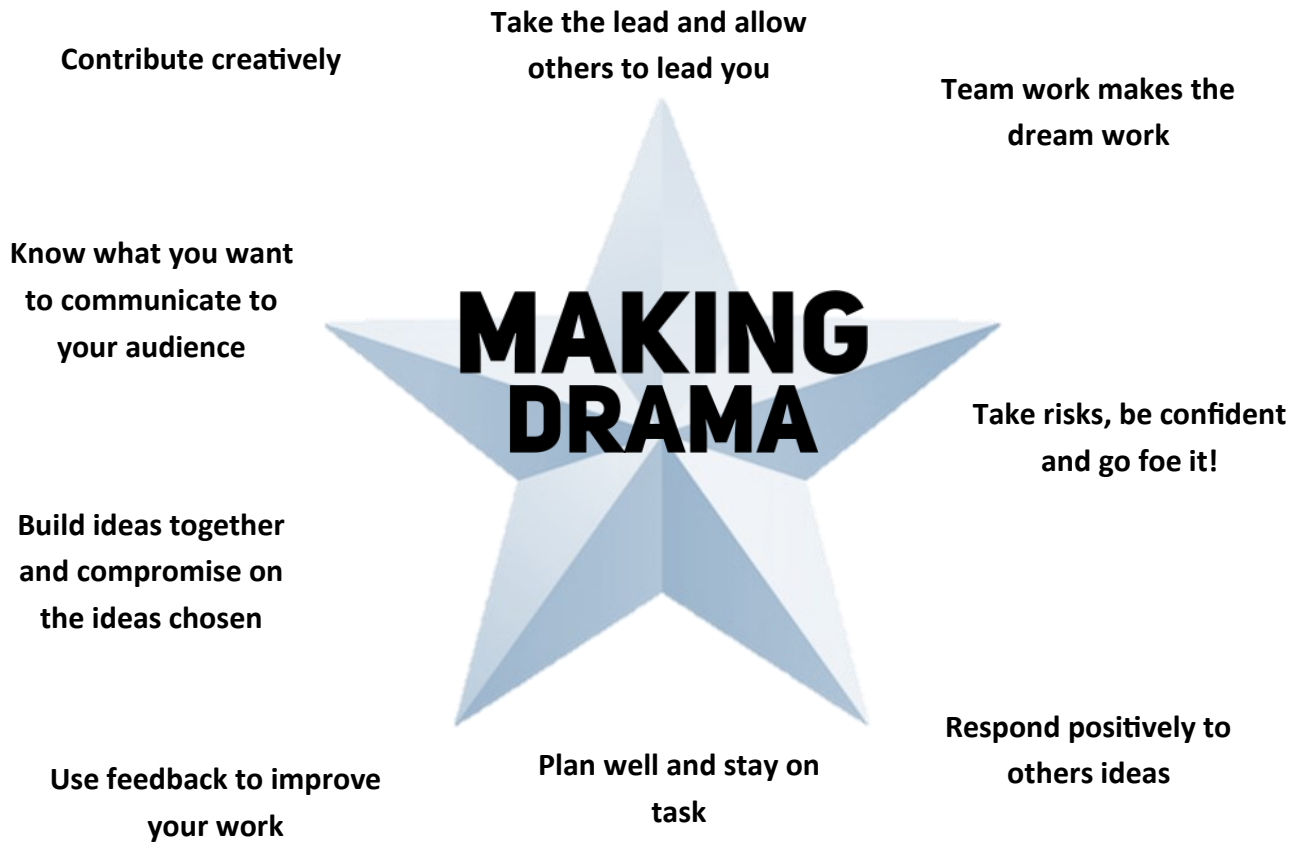 Contribute creatively
Take the lead and allow
others to lead you
Team work makes the
dream work
Know what you want
to communicate to
your audience
MAKING
DRAMA
Take risks, be confident
and go foe it!
Build ideas together
and compromise on
the ideas chosen
Respond positively to
others ideas
Use feedback to improve
your work
Plan well and stay on
task